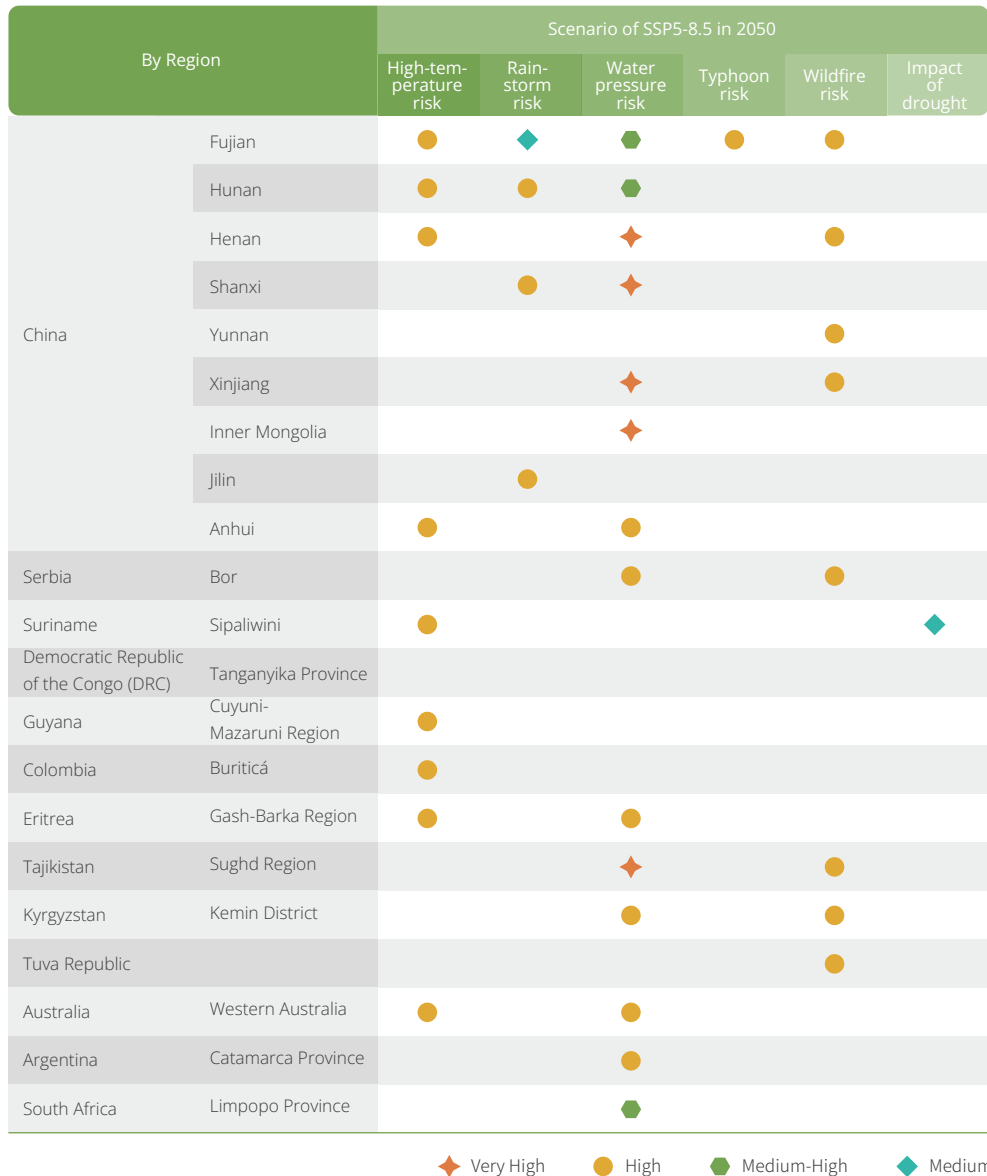 By Region
Scenario of SSP5-8.5 in 2050
High-tem-
perature
risk
Rain-
storm
risk
Water
pressure
risk
Typhoon
risk
Wildfire
risk
Impact
of
drought
China
Fujian
Hunan
Henan
Shanxi
Yunnan
Xinjiang
Inner Mongolia
Jilin
Anhui
Serbia Bor
Suriname Sipaliwini
Democratic Republic
of the Congo (DRC)
Tanganyika Province
Guyana
Cuyuni-
Mazaruni Region
Colombia Buriticá
Eritrea Gash-Barka Region
Tajikistan Sughd Region
Kyrgyzstan Kemin District
Tuva Republic
Australia Western Australia
Argentina Catamarca Province
South Africa Limpopo Province
Very High High Medium-High Medium